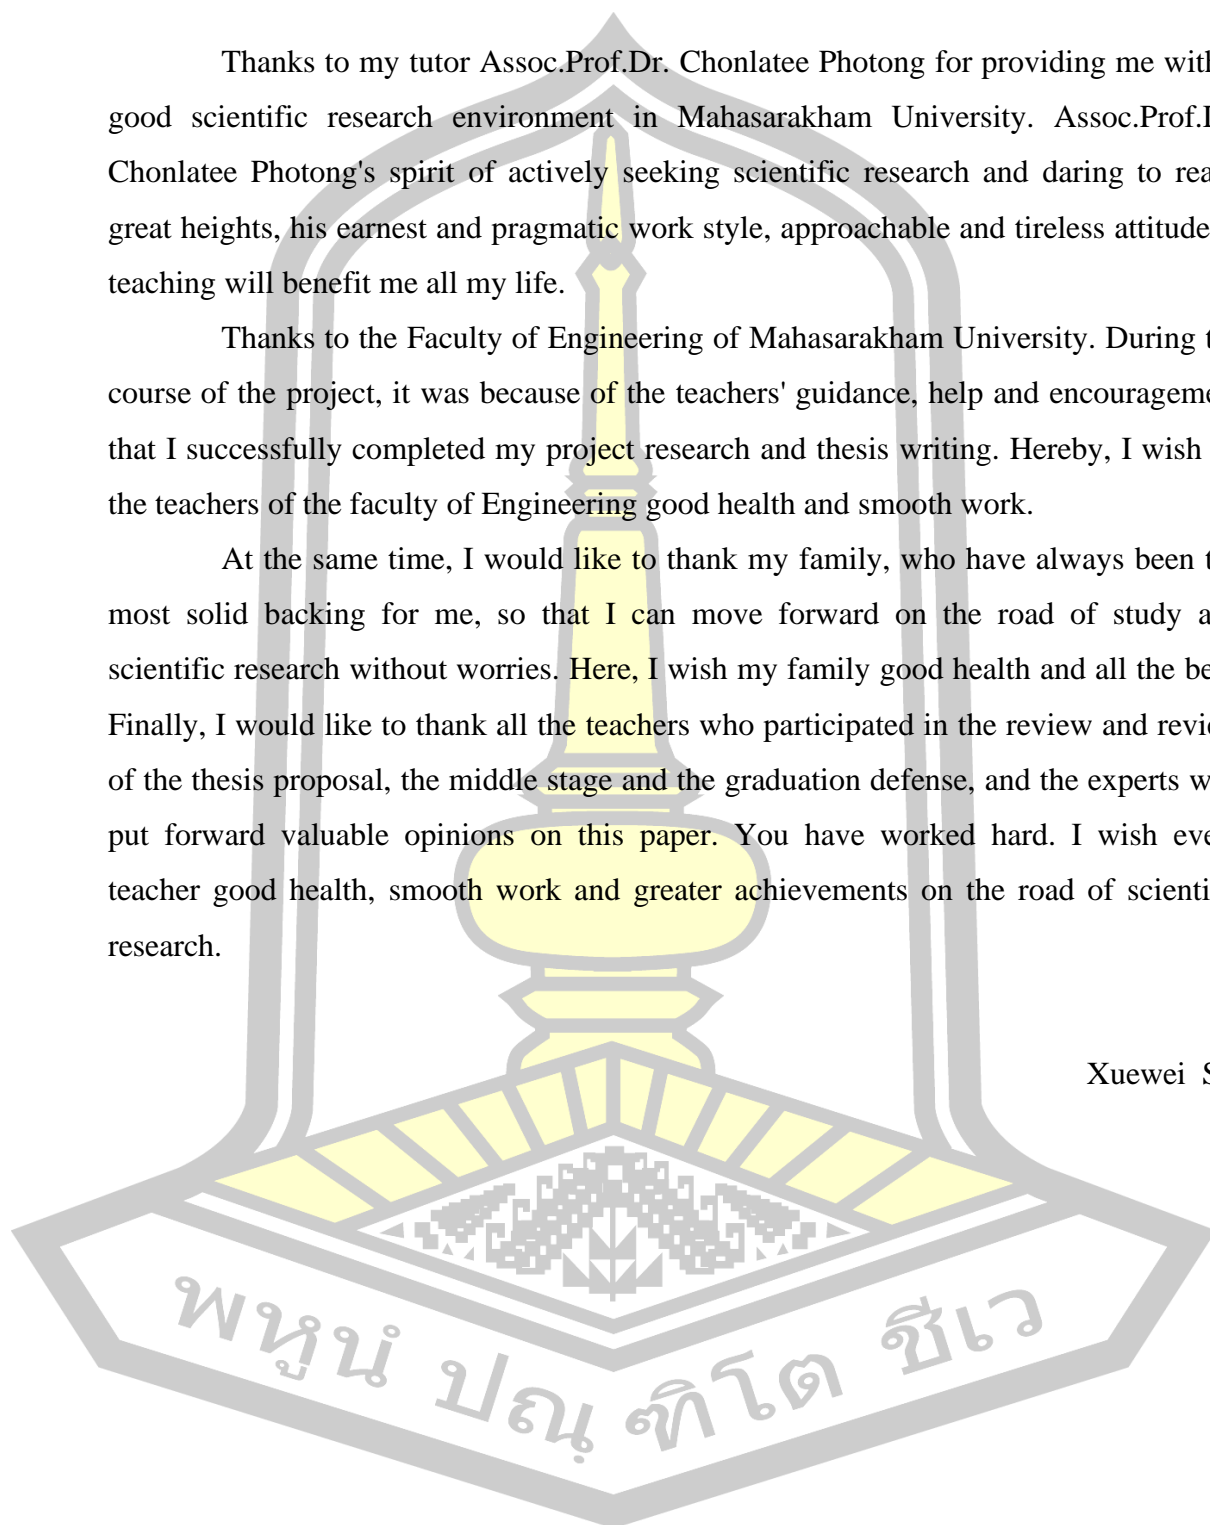 Thanks to my tutor Assoc.Prof.Dr. Chonlatee Photong for providing me with
good scientific research environment in Mahasarakham University.
Chonlatee Photong's spirit of actively seeking scientific research and daring to
great heights, his earnest and pragmatic work style, approachable and tireless attitude
teaching will benefit me all my life.
Thanks to the Faculty of Engineering of Mahasarakham University. During
course of the project, it was because of the teachers' guidance, help and
that I successfully completed my project research and thesis writing. Hereby, I wish
the teachers of the faculty of Engineering good health and smooth work.
At the same time, I would like to thank my family, who have always been
most solid backing for me, so that I can move forward on the road of study
scientific research without worries. Here, I wish my family good health and all the
Finally, I would like to thank all the teachers who participated in the review and
of the thesis proposal, the middle stage and the graduation defense, and the experts
put forward valuable opinions on this paper. You have worked hard. I wish
teacher good health, smooth work and greater achievements on the road of
research.
Xuewei
พหูนํ ปณฺฑิโต ชีเว